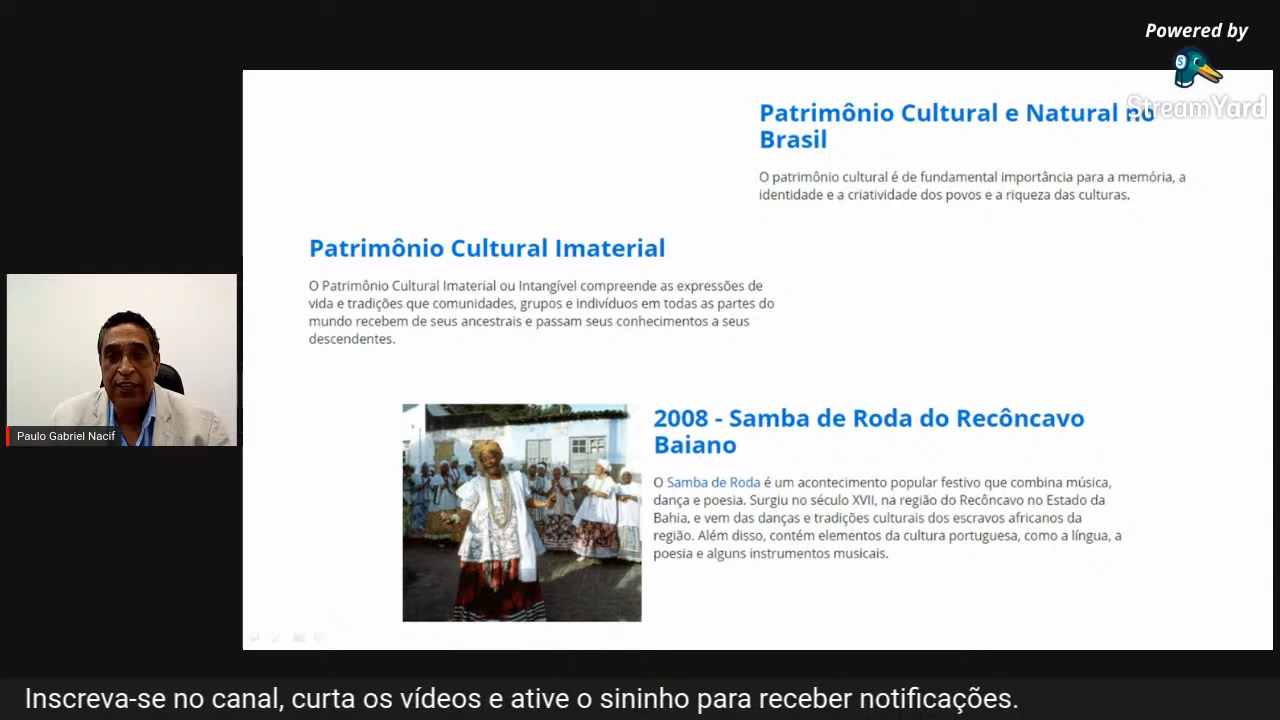 Powered by
StreamYard
Patrimônio Cultural e Natural no
Brasil
O patrimônio cultural é de fundamental importância para a memória, a
identidade e a criatividade dos povos e a riqueza das culturas.
Patrimônio Cultural Imaterial
O Patrimônio Cultural Imaterial ou Intangível compreende as expressões de
vida e tradições que comunidades, grupos e indivíduos em todas as partes do
mundo recebem de seus ancestrais e passam seus conhecimentos a seus
descendentes.
2008 - Samba de Roda do Recôncavo
Baiano
O Samba de Roda é um acontecimento popular festivo que combina música,
dança e poesia. Surgiu no século XVII, na região do Recôncavo no Estado da
Bahia, e vem das danças e tradições culturais dos escravos africanos da
região. Além disso, contém elementos da cultura portuguesa, como a língua, a
poesia e alguns instrumentos musicais.
Paulo Gabriel Nacif
Inscreva-se no canal, curta os vídeos e ative o sininho para receber notificações.